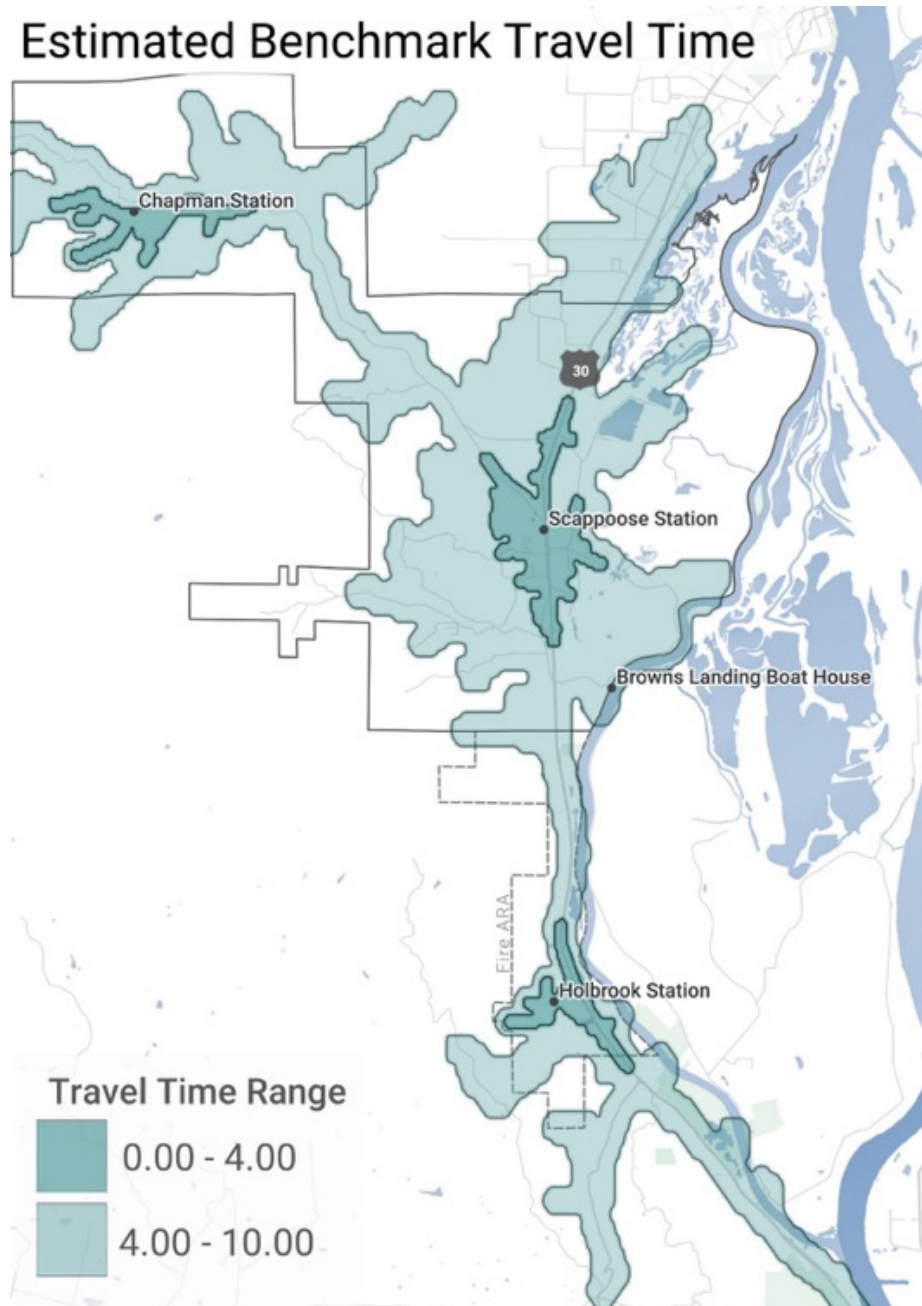 Estimated Benchmark Travel Time
Chapman Station
30
Scappoose Station
Browns Landing Boat House
Fire ARA
Holbrook Station
Travel Time Range
0.00 - 4.00
4.00 - 10.00